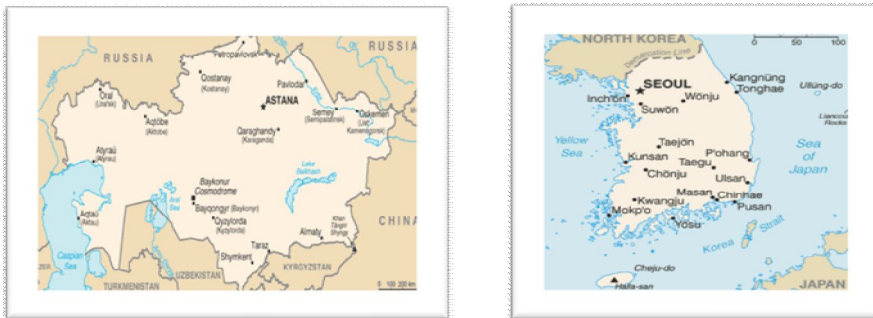 RUSSIA
RUSSIA
Petropavlovsk
Qostanay
(Kostanay)
Pavlodar
Oral
(Uralsk)
ASTANA
Semey
(Semipalatinsk)
Öskemen
(Ust'
Kamenogorsk)
Aqtöbe
(Aktobe)
Qaraghandy
(Karaganda)
Atyraū
(Atyrau)
Baykonur
Cosmodrome
Lake
Balkhash
Aral
Sea
Bayqongyr (Baykonyr)
Aqtaū
(Aktau)
Qyzylorda
(Kyzylorda)
Khan
Tängiri
Shyngy
CHINA
Almaty
Taraz
Caspian
Sea
Shymkent
UZBEKISTAN
KYRGYZSTAN
TURKMENISTAN
0 100 200 km
NORTH KOREA
0 50 100
Demarcation Line
SEOUL
Kangnŭng
Tonghae
Inch'ŏn
Wŏnju
Suwŏn
Ullŭng-do
Liancourt
Rocks
Yellow
Sea
Taejŏn
Sea
of
Japan
Kunsan
P'ohang
Taegu
Chŏnju
Ulsan
Masan
Chinhae
Kwangju
Pusan
Mokp'o
Yŏsu
Korea
Strait
Cheju-do
Halla-san
JAPAN